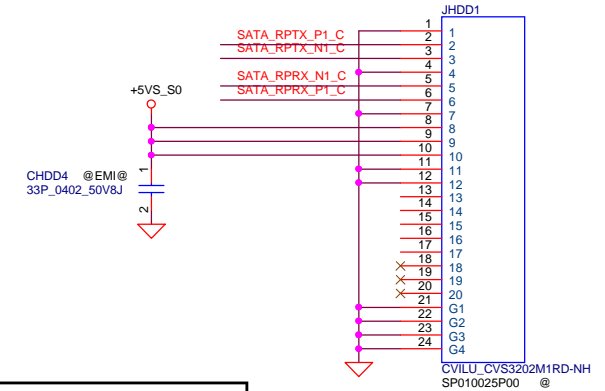 JHDD1
1 1
SATA_RPTX_P1_C 2 2
SATA_RPTX_N1_C 3 3
4 4
SATA_RPRX_N1_C 5 5
SATA_RPRX_P1_C 6 6
7 7
+5VS_S0
8 8
9 9
10 10
11 11
12 12
13 13
14 14
15 15
16 16
17 17
18 18
19 19
20 20
21 G1
22 G2
23 G3
24 G4
CHDD4 @EMI@
33P_0402_50V8J
1
2
CVILU_CVS3202M1RD-NH
SP010025P00 @